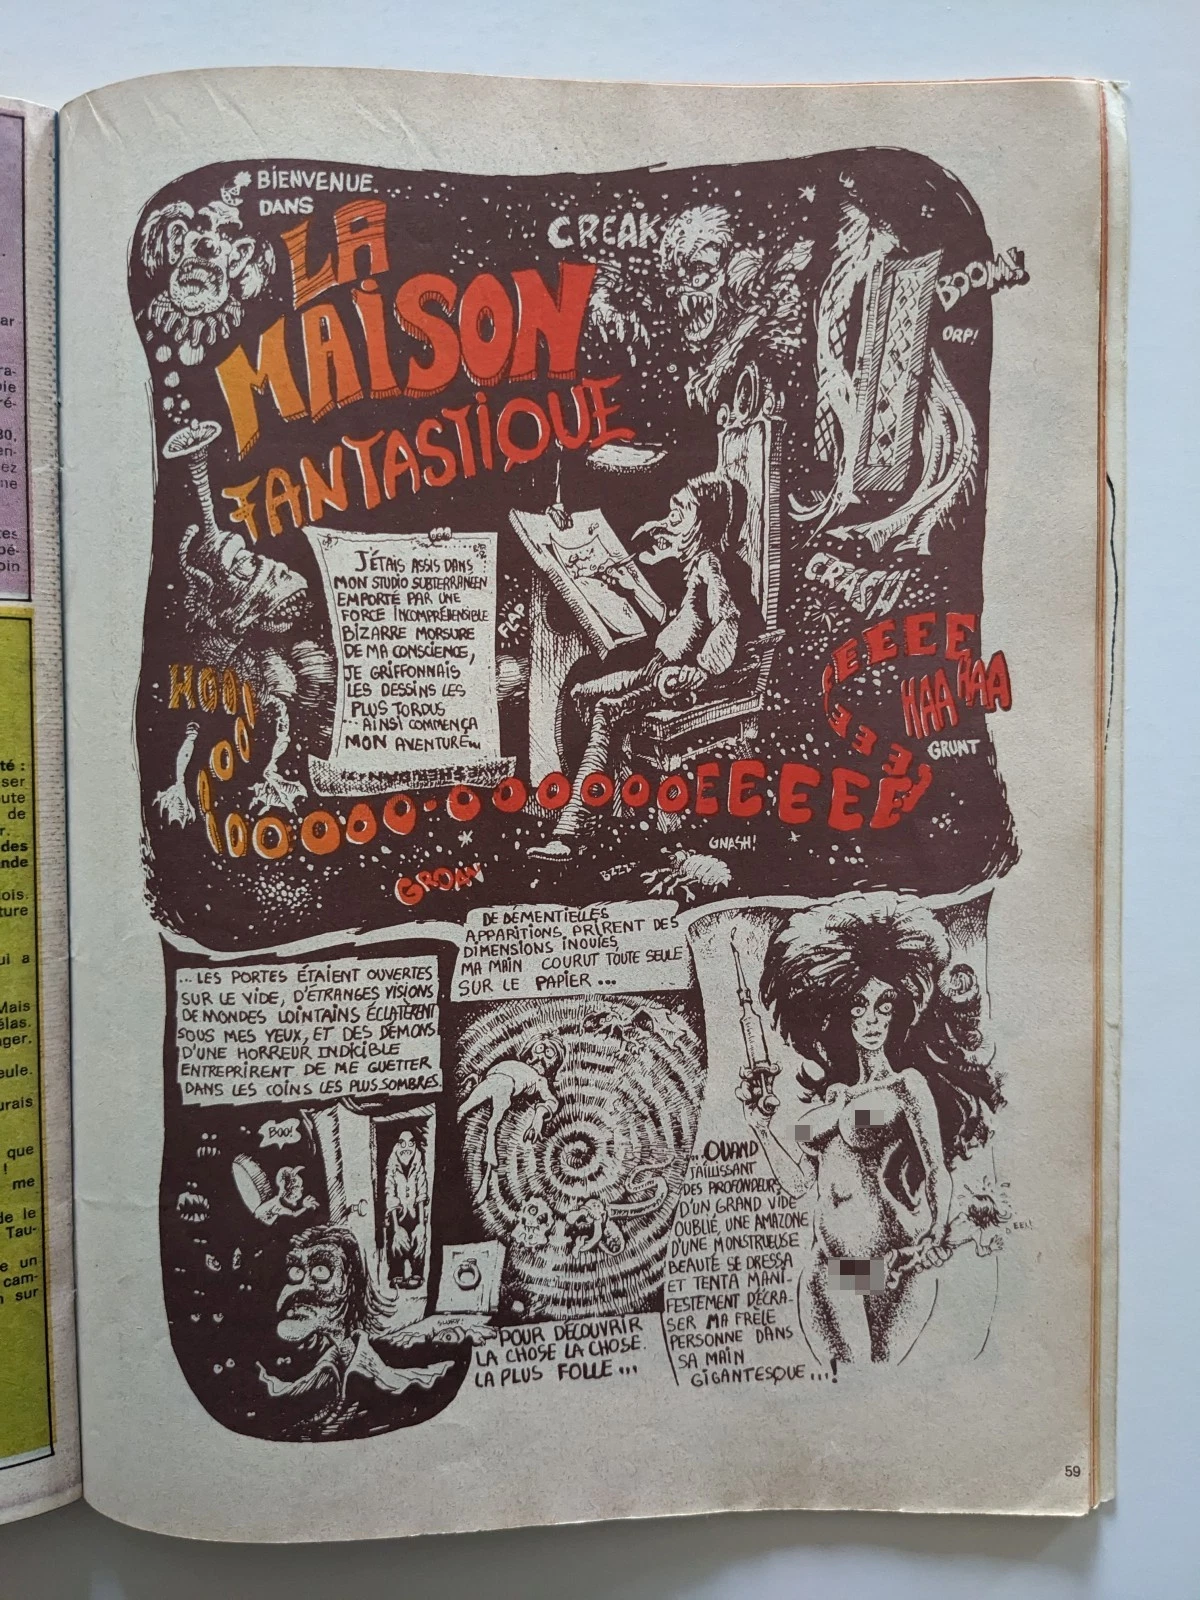 BIENVENUE
DANS
LA
MAISON
FANTASTIQUE
CREAK
BOOM!
ORP!
J'ÉTAIS ASSIS DANS
MON STUDIO SUBTERRANÉEN
EMPORTÉ PAR UNE
FORCE INCOMPRÉHENSIBLE
BIZARRE MORSURE
DE MA CONSCIENCE,
JE GRIFFONNAIS
LES DESSINS LES
PLUS TORDUS
...AINSI COMMENÇA
MON AVENTURE...
RAP
CRASH
EEEE
HAA HAA
GRUNT
GROAN
BZZZ
GNASH!
...LES PORTES ÉTAIENT OUVERTES
SUR LE VIDE, D'ÉTRANGES VISIONS
DE MONDES LOINTAINS ÉCLATÈRENT
SOUS MES YEUX, ET DES DÉMONS
D'UNE HORREUR INDICIBLE
ENTREPRIRENT DE ME GUETTER
DANS LES COINS LES PLUS SOMBRES.
BOO!
SLURP!
DE DÉMENTIELLES
APPARITIONS PRIRENT DES
DIMENSIONS INOUIES,
MA MAIN COURUT TOUTE SEULE
SUR LE PAPIER...
POUR DÉCOUVRIR
LA CHOSE LA CHOSE.
LA PLUS FOLLE...
...QUAND
JAILLISSANT
DES PROFONDEURS
D'UN GRAND VIDE
OUBLIÉ, UNE AMAZONE
D'UNE MONSTRUEUSE
BEAUTÉ SE DRESSA
ET TENTA MANI-
FESTEMENT D'ÉCRA-
SER MA FRÊLE
PERSONNE DANS
SA MAIN
GIGANTESQUE...!
EEE!
59